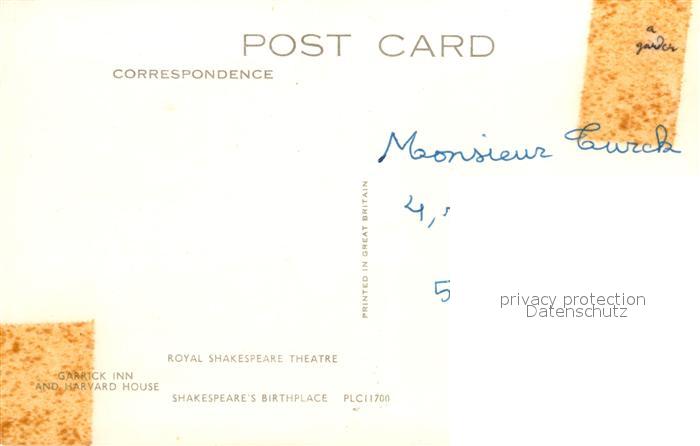 a
garder
POST CARD
CORRESPONDENCE
Monsieur Turck
4,
5
PRINTED IN GREAT BRITAIN
privacy protection
Datenschutz
ROYAL SHAKESPEARE THEATRE
GARRICK INN
AND HARVARD HOUSE
SHAKESPEARE'S BIRTHPLACE PLC11700